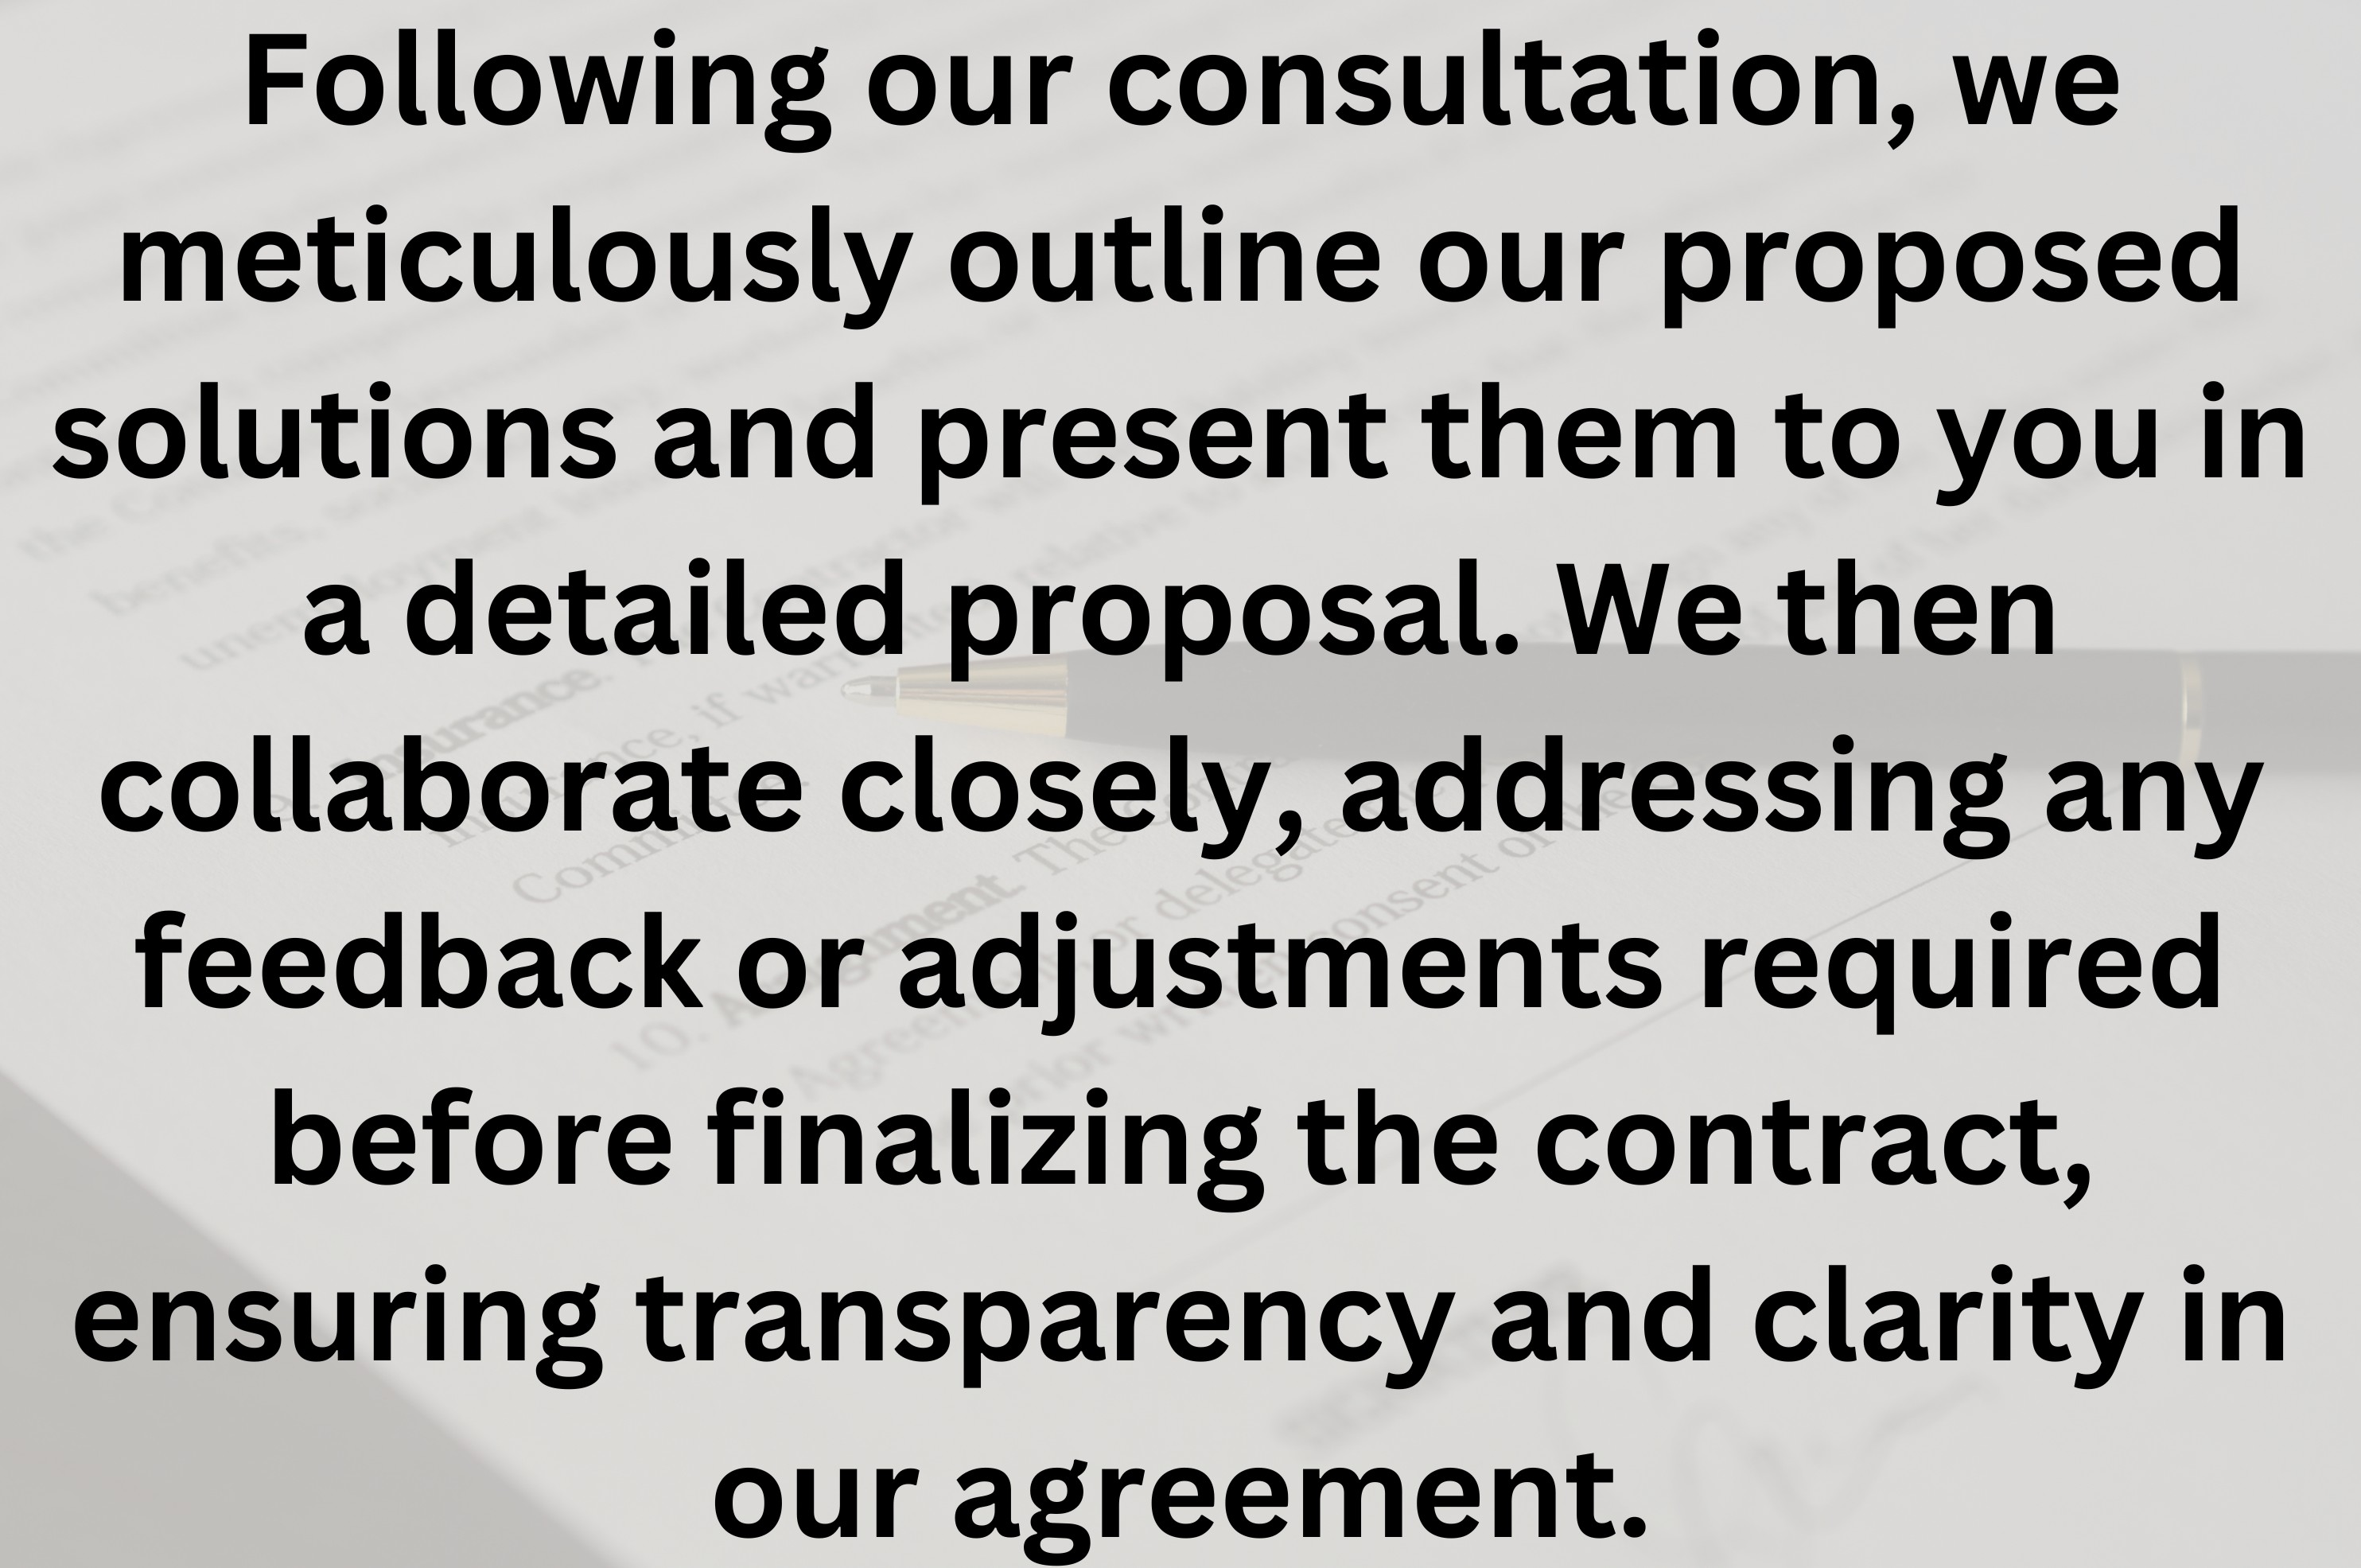 Following our consultation, we
meticulously outline our proposed
solutions and present them to you in
a detailed proposal. We then
collaborate closely, addressing any
feedback or adjustments required
before finalizing the contract,
ensuring transparency and clarity in
our agreement.